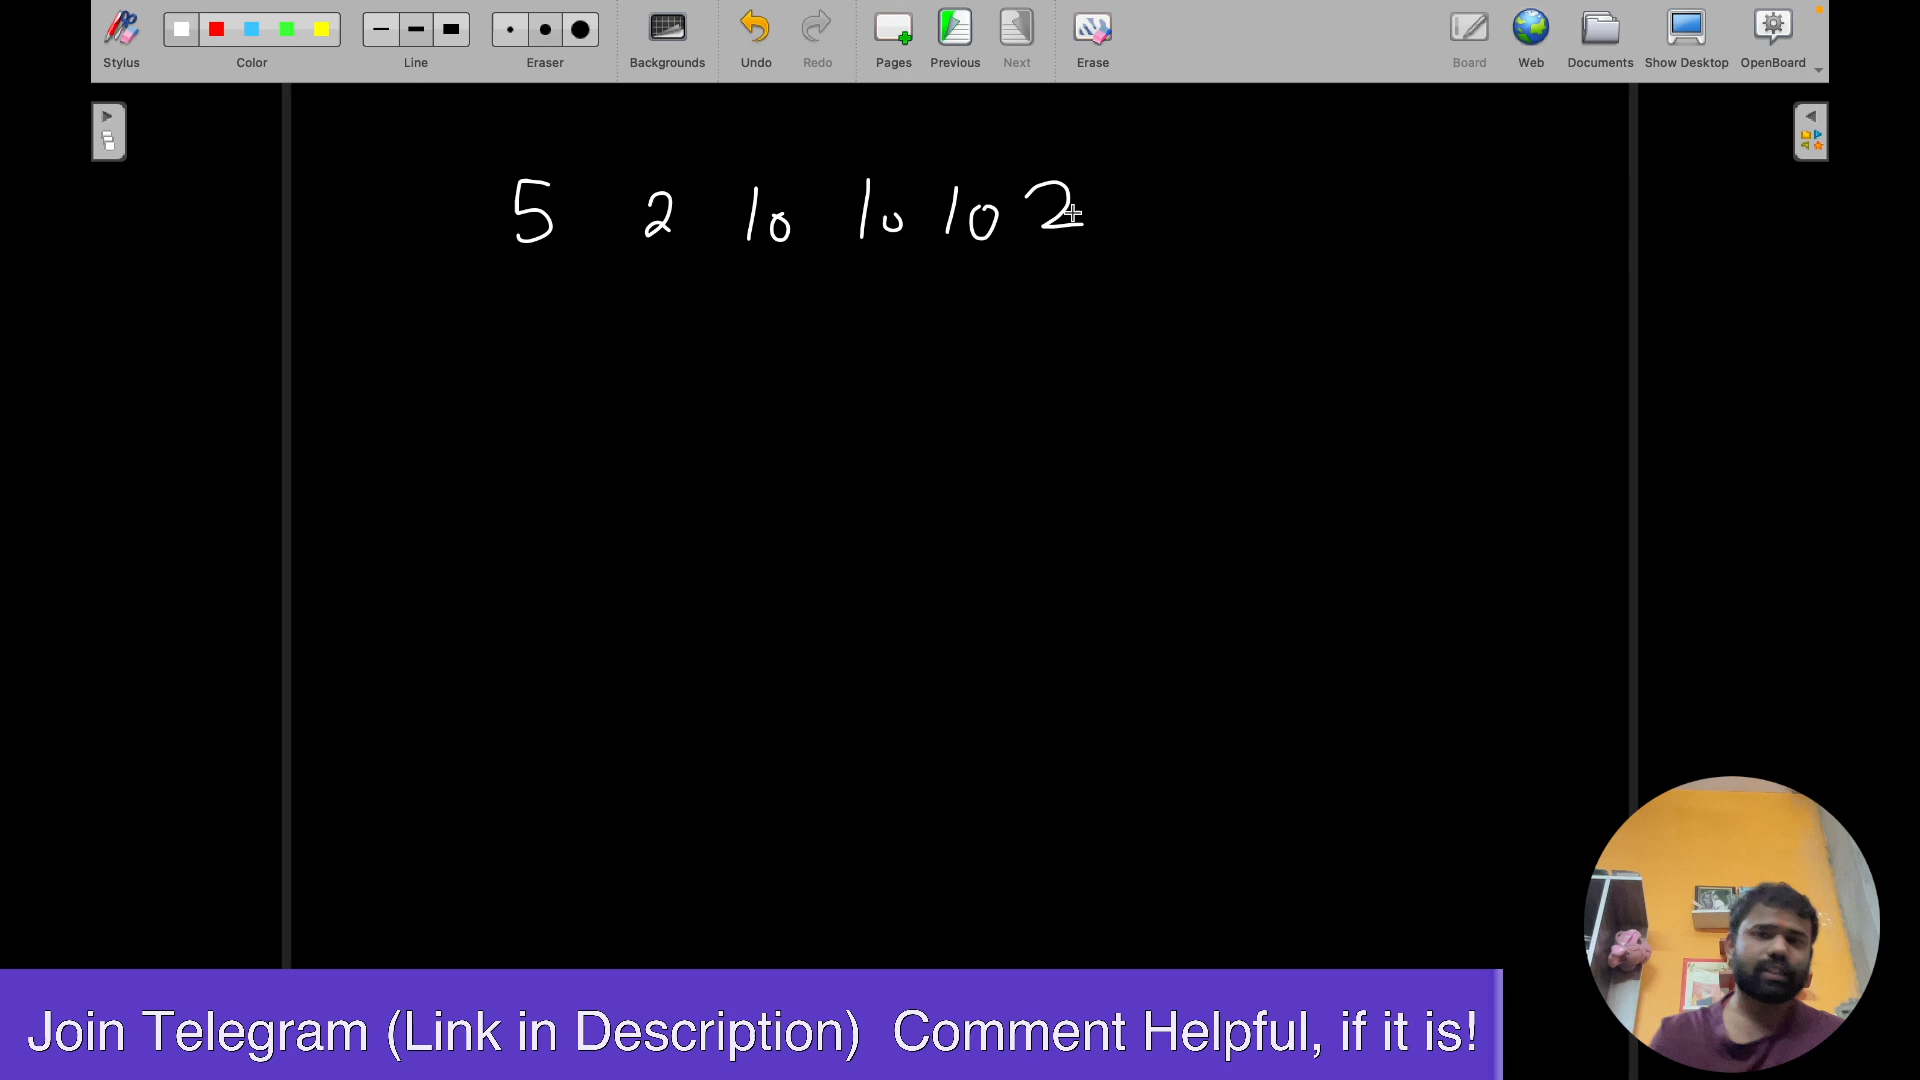 Stylus Color Line Eraser Backgrounds Undo Redo Pages Previous Next Erase Board Web Documents Show Desktop OpenBoard
5 2 10 10 10 2
Join Telegram (Link in Description) Comment Helpful, if it is!